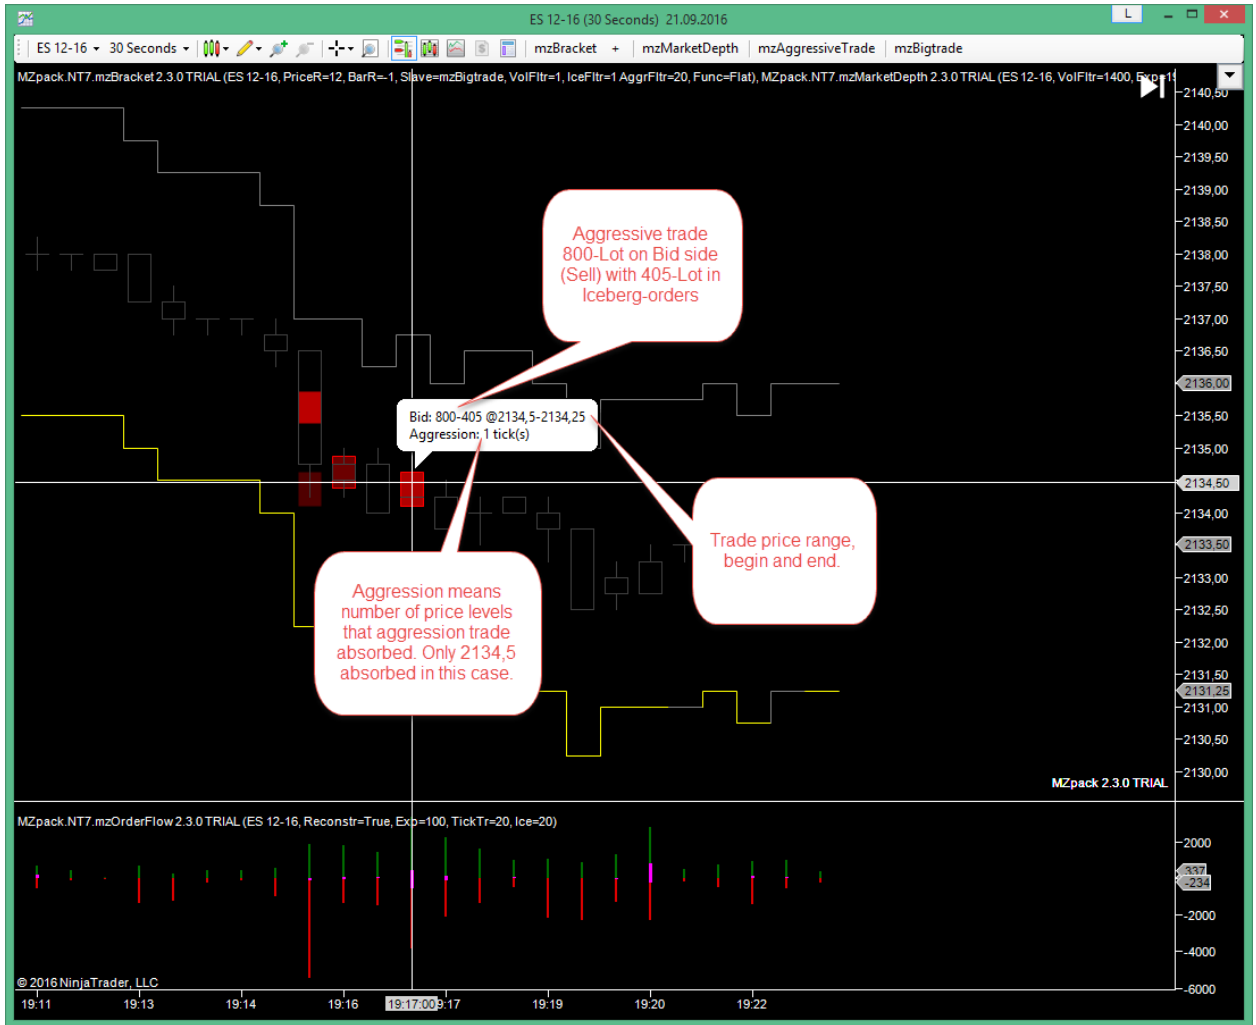 ES 12-16 (30 Seconds) 21.09.2016
L
ES 12-16 30 Seconds mzBracket + mzMarketDepth mzAggressiveTrade mzBigtrade
MZpack.NT7.mzBracket 2.3.0 TRIAL (ES 12-16, PriceR=12, BarR=-1, Slave=mzBigtrade, VolFltr=1, IceFltr=1 AggrFltr=20, Func=Flat), MZpack.NT7.mzMarketDepth 2.3.0 TRIAL (ES 12-16, VolFltr=1400,
2140,50
2140,00
2139,50
2139,00
2138,50
2138,00
2137,50
2137,00
2136,50
2136,00
2135,50
2135,00
2134,50
2134,00
2133,50
2133,00
2132,50
2132,00
2131,50
2131,25
2131,00
2130,50
2130,00
Aggressive trade
800-Lot on Bid side
(Sell) with 405-Lot in
Iceberg-orders
Bid: 800-405 @2134,5-2134,25
Aggression: 1 tick(s)
Trade price range,
begin and end.
Aggression means
number of price levels
that aggression trade
absorbed. Only 2134,5
absorbed in this case.
MZpack 2.3.0 TRIAL
MZpack.NT7.mzOrderFlow 2.3.0 TRIAL (ES 12-16, Reconstr=True, Exp=100, TickTr=20, Ice=20)
2000
337
-234
-2000
-4000
-6000
© 2016 NinjaTrader, LLC
19:11 19:13 19:14 19:16 19:17:00 9:17 19:19 19:20 19:22